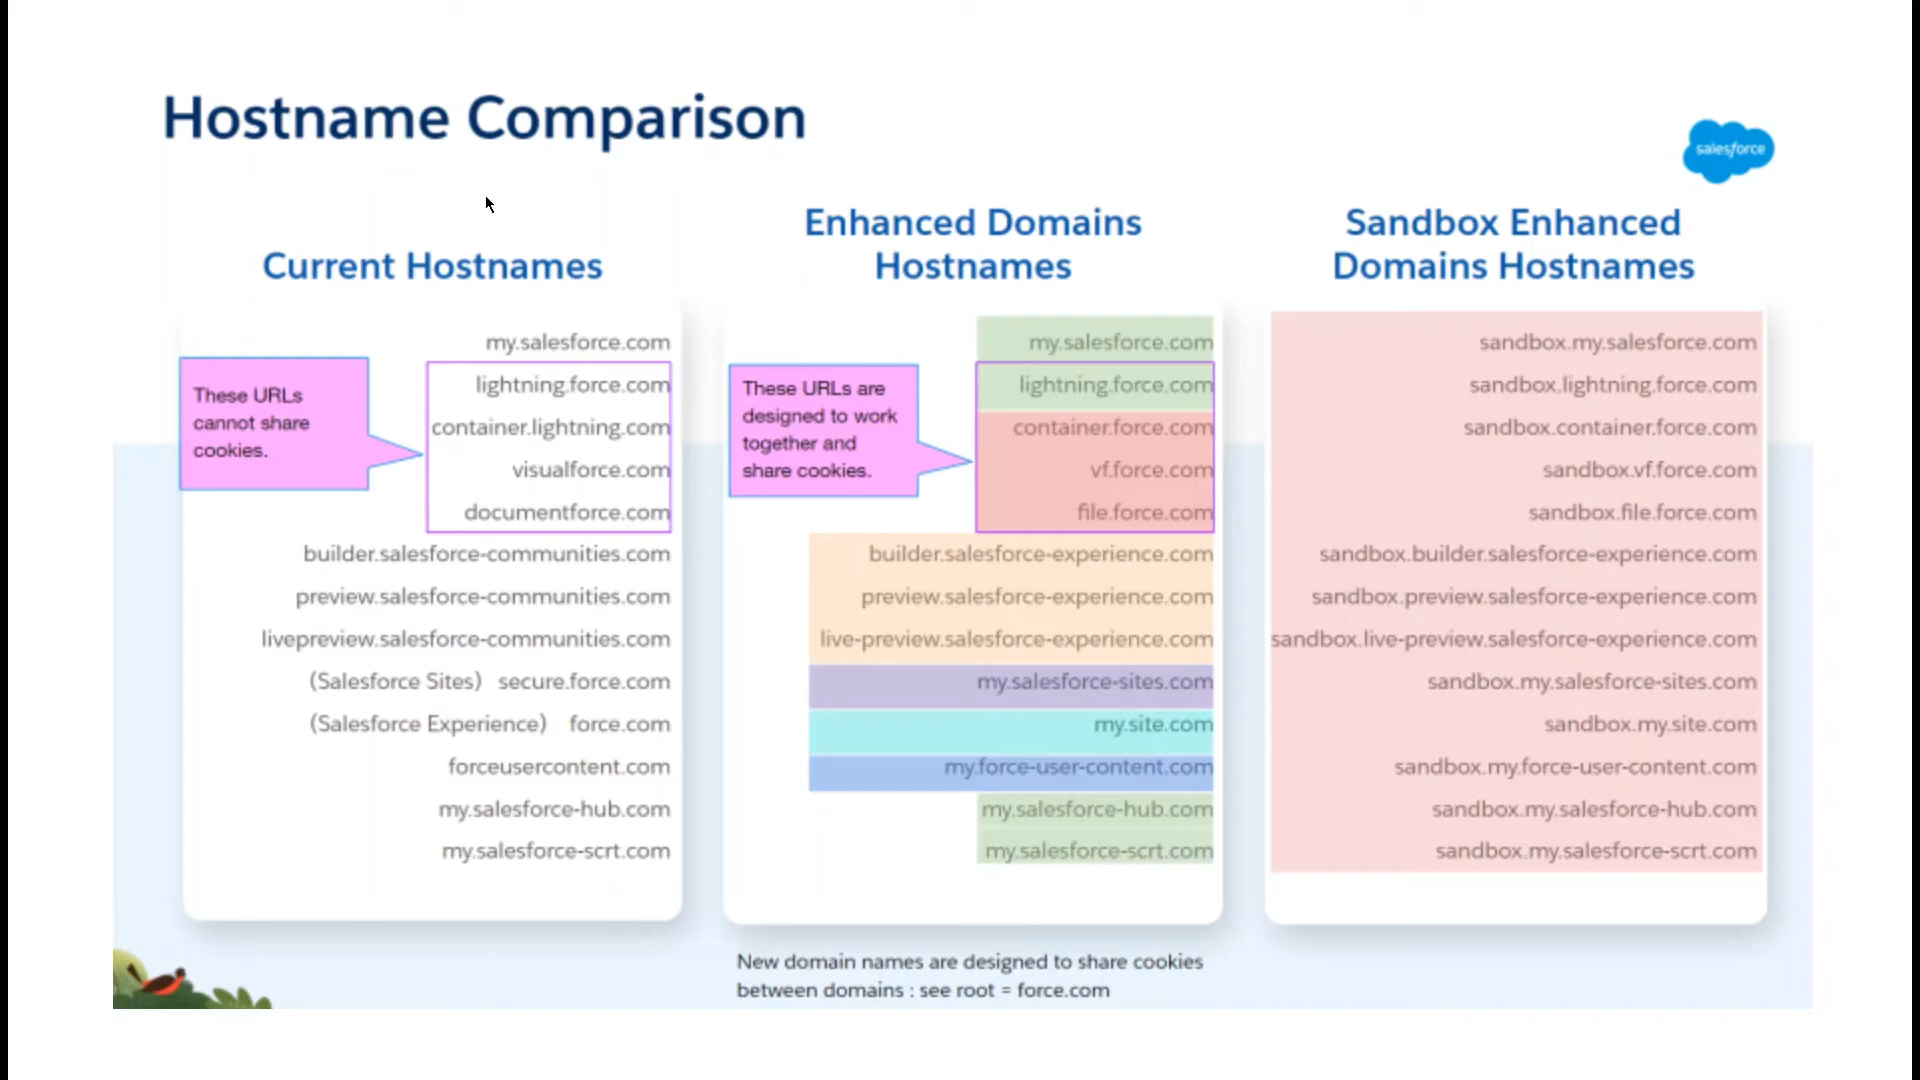 Hostname Comparison
salesforce
Current Hostnames
my.salesforce.com
These URLs
cannot share
cookies.
lightning.force.com
container.lightning.com
visualforce.com
documentforce.com
builder.salesforce-communities.com
preview.salesforce-communities.com
livepreview.salesforce-communities.com
(Salesforce Sites) secure.force.com
(Salesforce Experience) force.com
forceusercontent.com
my.salesforce-hub.com
my.salesforce-scrt.com
Enhanced Domains
Hostnames
my.salesforce.com
These URLs are
designed to work
together and
share cookies.
lightning.force.com
container.force.com
vf.force.com
file.force.com
builder.salesforce-experience.com
preview.salesforce-experience.com
live-preview.salesforce-experience.com
my.salesforce-sites.com
my.site.com
my.force-user-content.com
my.salesforce-hub.com
my.salesforce-scrt.com
New domain names are designed to share cookies
between domains : see root = force.com
Sandbox Enhanced
Domains Hostnames
sandbox.my.salesforce.com
sandbox.lightning.force.com
sandbox.container.force.com
sandbox.vf.force.com
sandbox.file.force.com
sandbox.builder.salesforce-experience.com
sandbox.preview.salesforce-experience.com
sandbox.live-preview.salesforce-experience.com
sandbox.my.salesforce-sites.com
sandbox.my.site.com
sandbox.my.force-user-content.com
sandbox.my.salesforce-hub.com
sandbox.my.salesforce-scrt.com